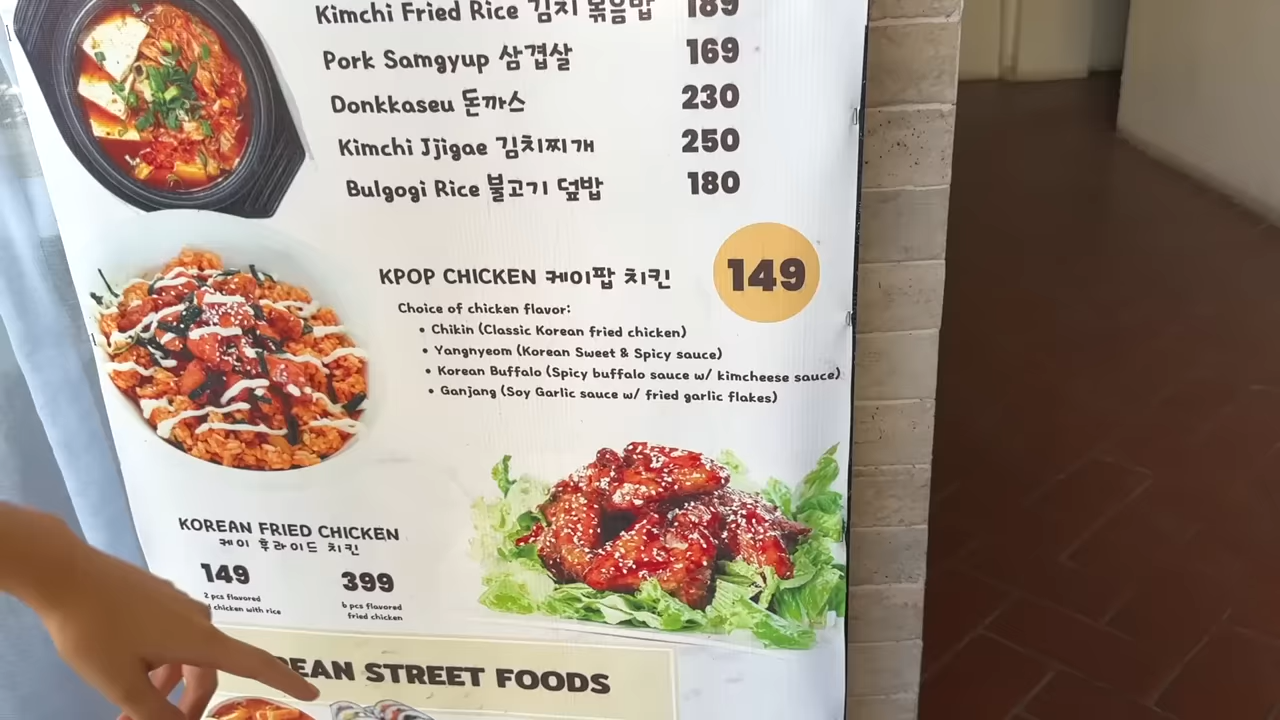 Kimchi Fried Rice 김치 볶음밥 189
Pork Samgyup 삼겹살 169
Donkkaseu 돈까스 230
Kimchi Jjigae 김치찌개 250
Bulgogi Rice 불고기 덮밥 180
KPOP CHICKEN 케이팝 치킨 149
Choice of chicken flavor:
• Chikin (Classic Korean fried chicken)
• Yangnyeom (Korean Sweet & Spicy sauce)
• Korean Buffalo (Spicy buffalo sauce w/ kimcheese sauce)
• Ganjang (Soy Garlic sauce w/ fried garlic flakes)
KOREAN FRIED CHICKEN
케이 후라이드 치킨
149 399
2 pcs flavored
chicken with rice
6 pcs flavored
fried chicken
EAN STREET FOODS